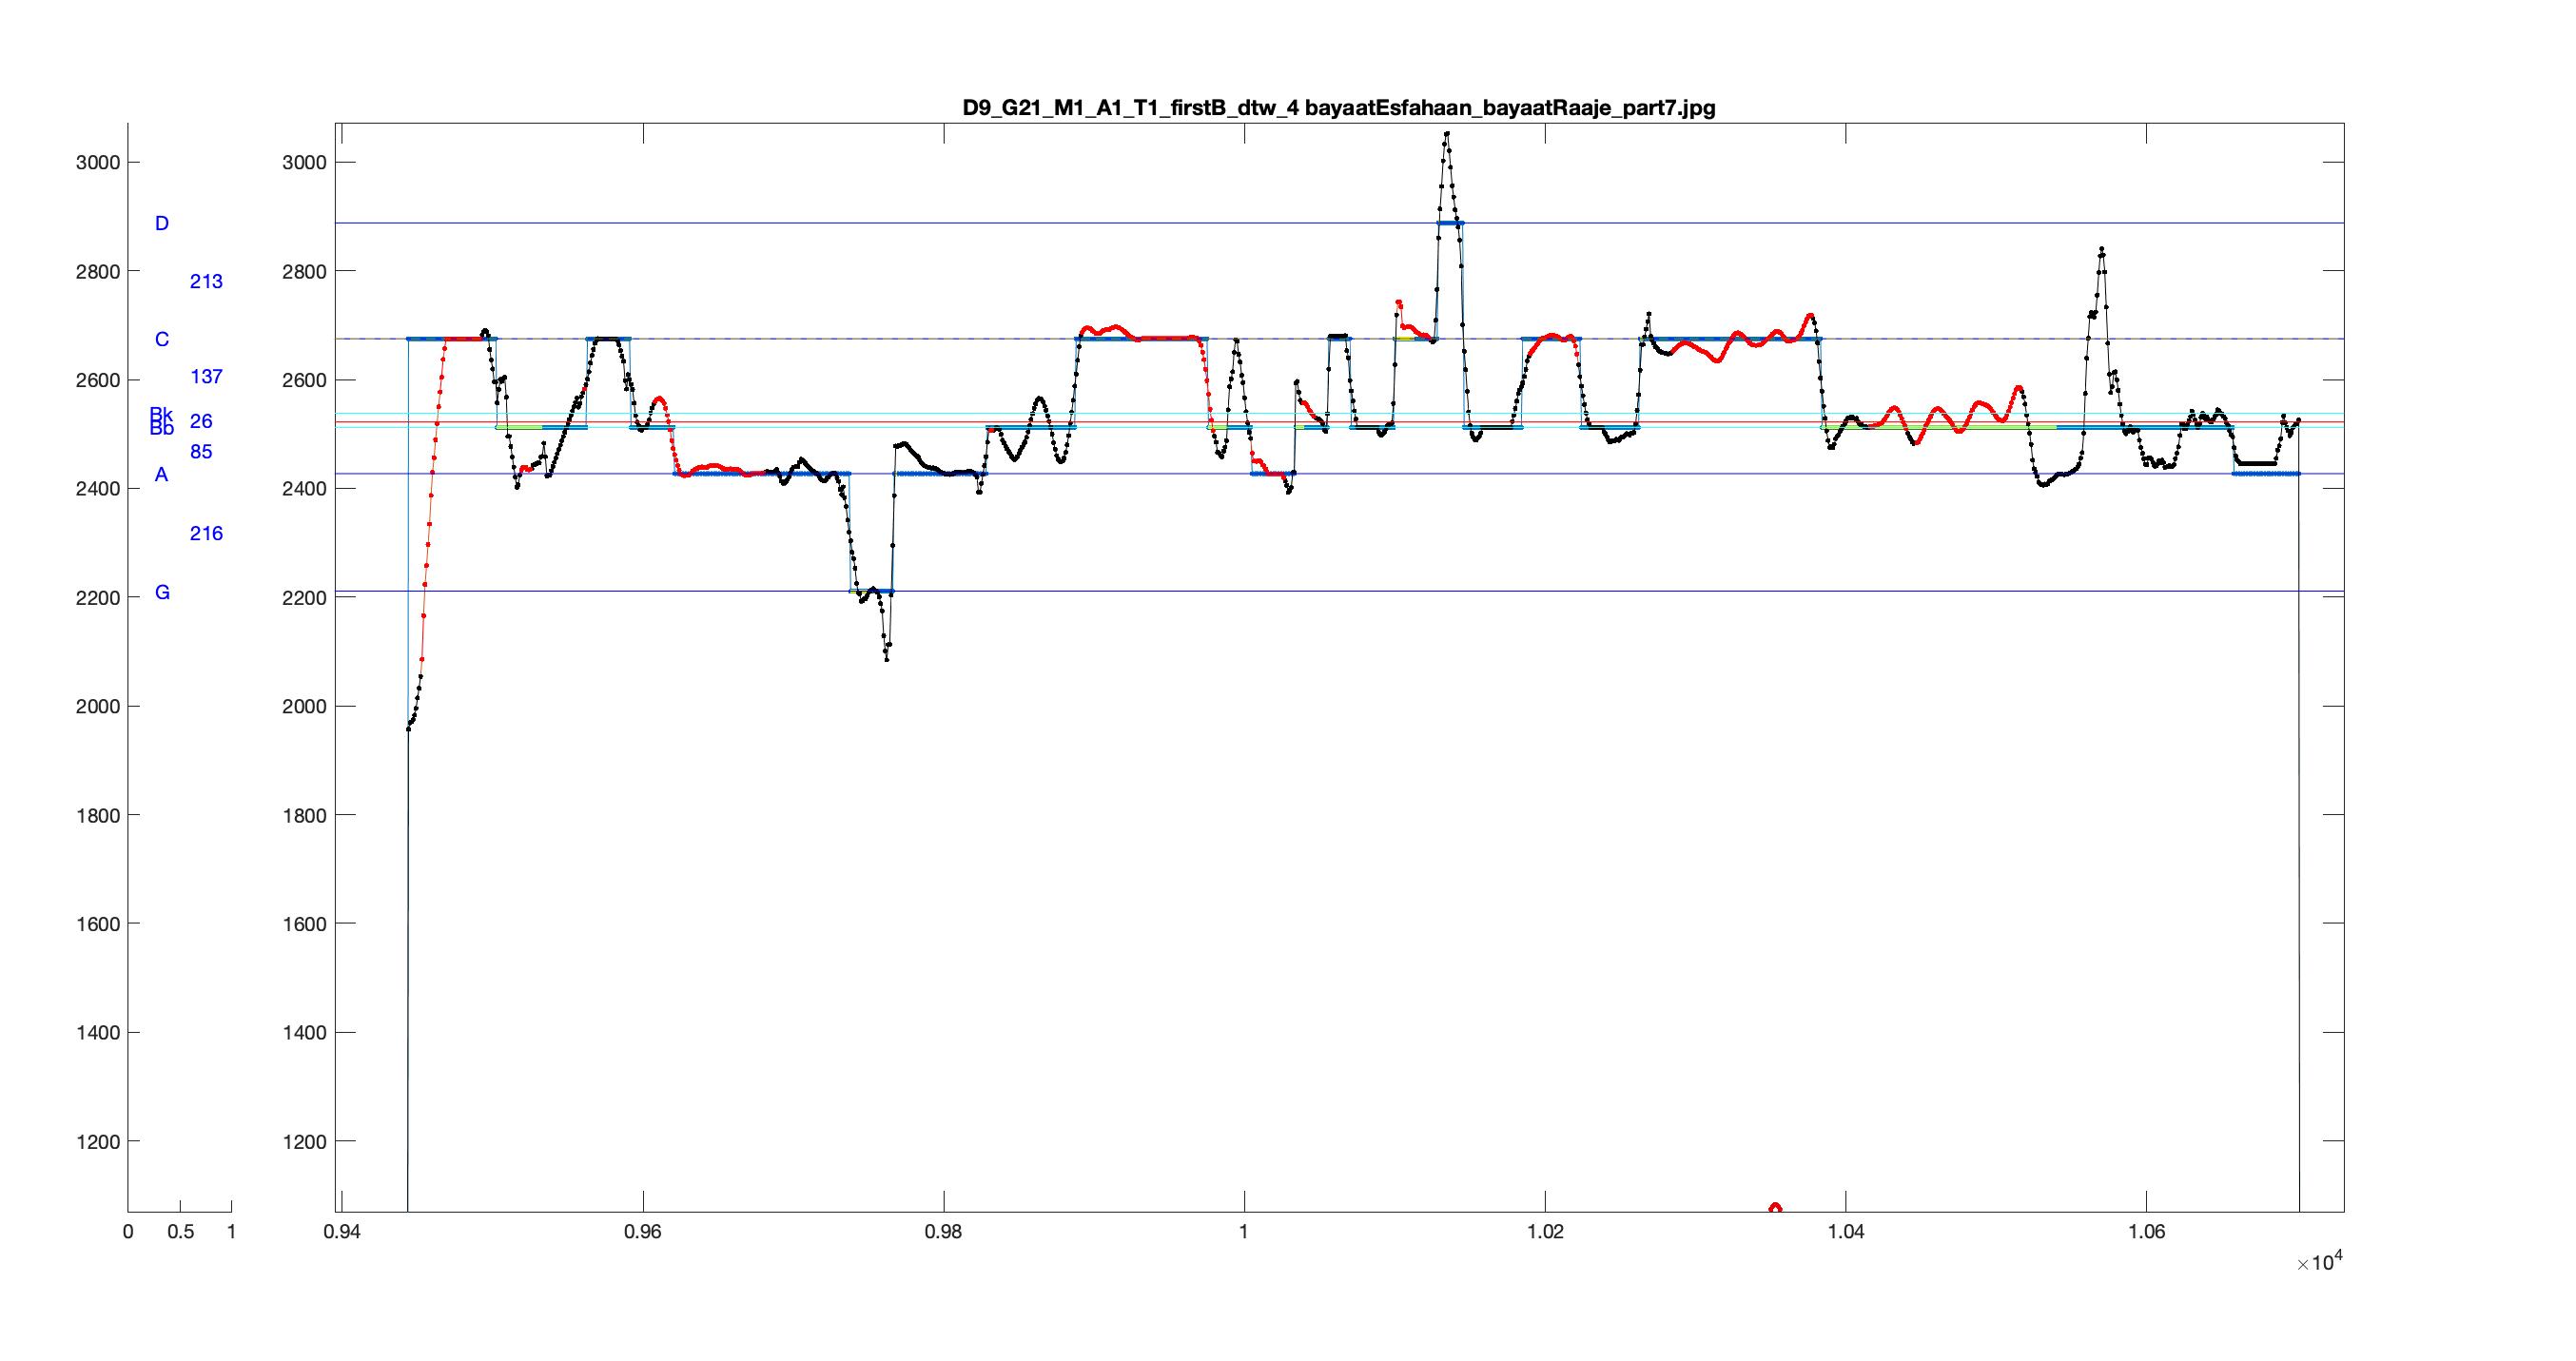 D9_G21_M1_A1_T1_firstB_dtw_4 bayaatEsfahaan_bayaatRaaje_part7.jpg
3000 3000
D
2800 213 2800
C
2600 137 2600
Bk 26
Bb
85
A
2400 2400
216
2200 G 2200
2000 2000
1800 1800
1600 1600
1400 1400
1200 1200
0 0.5 1 0.94 0.96 0.98 1 1.02 1.04 1.06
×10⁴